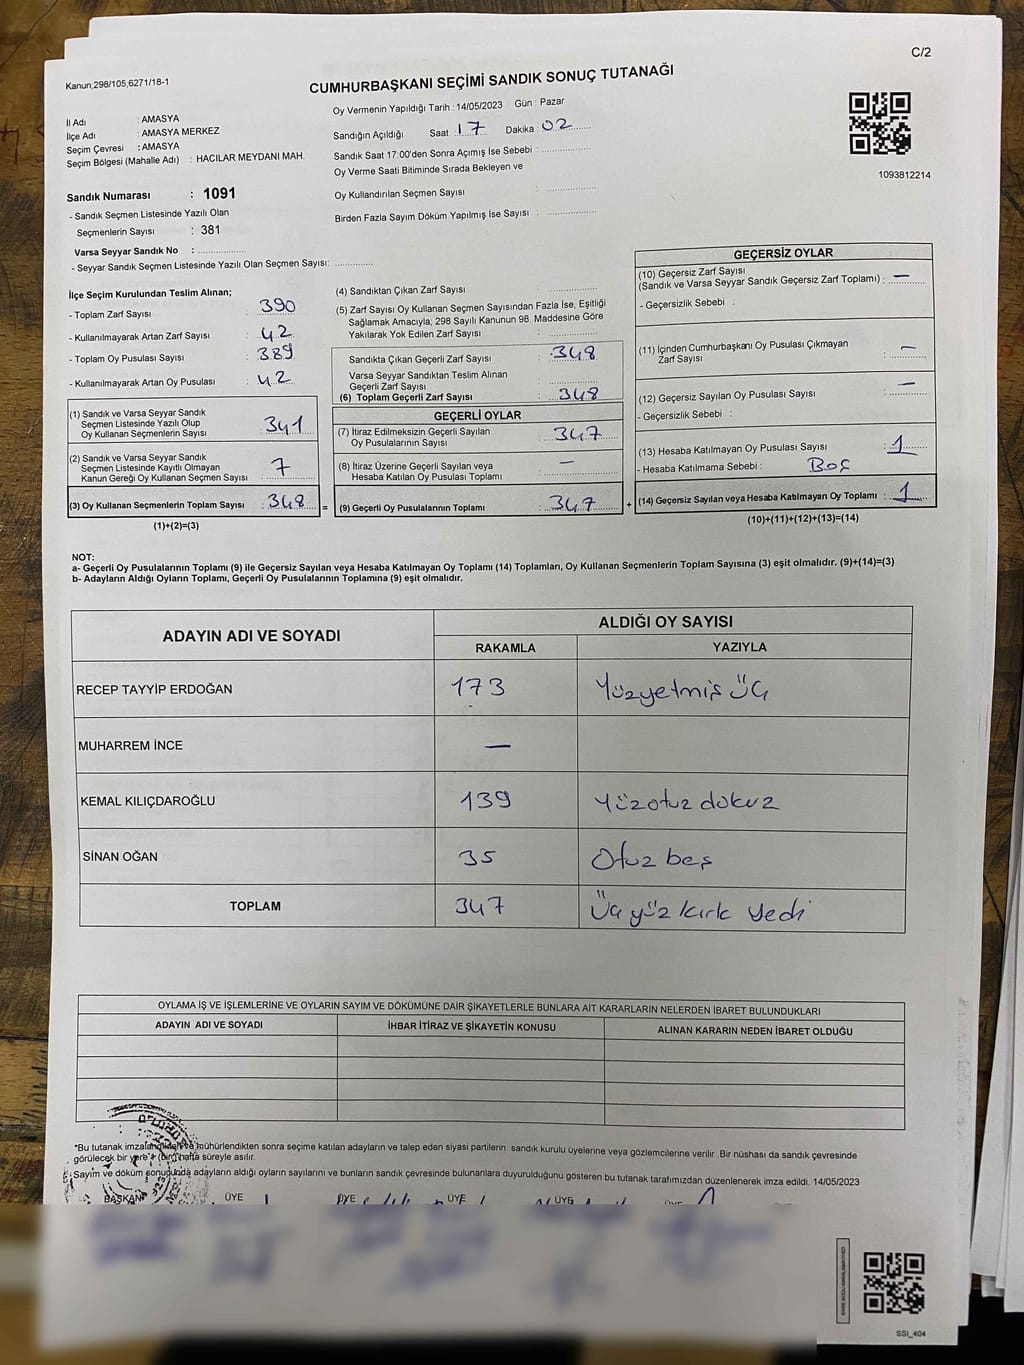 C/2
Kanun,298/105,6271/18-1
CUMHURBAŞKANI SEÇİMİ SANDIK SONUÇ TUTANAĞI
1093812214
İl Adı : AMASYA
İlçe Adı : AMASYA MERKEZ
Seçim Çevresi : AMASYA
Seçim Bölgesi (Mahalle Adı) : HACILAR MEYDANI MAH.
Oy Vermenin Yapıldığı Tarih : 14/05/2023 Gün : Pazar
Sandığın Açıldığı Saat : 17 Dakika : 02
Sandık Saat 17:00'den Sonra Açımış İse Sebebi :
Oy Verme Saati Bitiminde Sırada Bekleyen ve
Oy Kullandırılan Seçmen Sayısı :
Birden Fazla Sayım Döküm Yapılmış İse Sayısı :
Sandık Numarası : 1091
- Sandık Seçmen Listesinde Yazılı Olan
Seçmenlerin Sayısı : 381
Varsa Seyyar Sandık No :
- Seyyar Sandık Seçmen Listesinde Yazılı Olan Seçmen Sayısı:
İlçe Seçim Kurulundan Teslim Alınan;
- Toplam Zarf Sayısı : 390
- Kullanılmayarak Artan Zarf Sayısı : 42
- Toplam Oy Pusulası Sayısı : 389
- Kullanılmayarak Artan Oy Pusulası : 42
(1) Sandık ve Varsa Seyyar Sandık
Seçmen Listesinde Yazılı Olup
Oy Kullanan Seçmenlerin Sayısı : 341
(2) Sandık ve Varsa Seyyar Sandık
Seçmen Listesinde Kayıtlı Olmayan
Kanun Gereği Oy Kullanan Seçmen Sayısı : 7
(3) Oy Kullanan Seçmenlerin Toplam Sayısı : 348 =
(1)+(2)=(3)
(4) Sandıktan Çıkan Zarf Sayısı :
(5) Zarf Sayısı Oy Kullanan Seçmen Sayısından Fazla İse, Eşitliği
Sağlamak Amacıyla; 298 Sayılı Kanunun 98. Maddesine Göre
Yakılarak Yok Edilen Zarf Sayısı :
Sandıkta Çıkan Geçerli Zarf Sayısı : 348
Varsa Seyyar Sandıktan Teslim Alınan
Geçerli Zarf Sayısı :
(6) Toplam Geçerli Zarf Sayısı : 348
GEÇERLİ OYLAR
(7) İtiraz Edilmeksizin Geçerli Sayılan
Oy Pusulalarının Sayısı : 347
(8) İtiraz Üzerine Geçerli Sayılan veya
Hesaba Katılan Oy Pusulası Toplamı : —
(9) Geçerli Oy Pusulalarının Toplamı : 347 +
GEÇERSİZ OYLAR
(10) Geçersiz Zarf Sayısı
(Sandık ve Varsa Seyyar Sandık Geçersiz Zarf Toplamı) : —
- Geçersizlik Sebebi :
(11) İçinden Cumhurbaşkanı Oy Pusulası Çıkmayan
Zarf Sayısı : —
(12) Geçersiz Sayılan Oy Pusulası Sayısı : —
- Geçersizlik Sebebi :
(13) Hesaba Katılmayan Oy Pusulası Sayısı : 1
- Hesaba Katılmama Sebebi : Boş
(14) Geçersiz Sayılan veya Hesaba Katılmayan Oy Toplamı : 1
(10)+(11)+(12)+(13)=(14)
NOT:
a- Geçerli Oy Pusulalarının Toplamı (9) ile Geçersiz Sayılan veya Hesaba Katılmayan Oy Toplamı (14) Toplamları, Oy Kullanan Seçmenlerin Toplam Sayısına (3) eşit olmalıdır. (9)+(14)=(3)
b- Adayların Aldığı Oyların Toplamı, Geçerli Oy Pusulalarının Toplamına (9) eşit olmalıdır.
ADAYIN ADI VE SOYADI ALDIĞI OY SAYISI
RAKAMLA YAZIYLA
RECEP TAYYİP ERDOĞAN 173 Yüzyetmiş üç
MUHARREM İNCE —
KEMAL KILIÇDAROĞLU 139 Yüzotuz dokuz
SİNAN OĞAN 35 Otuz beş
TOPLAM 347 Üç yüz kırk yedi
OYLAMA İŞ VE İŞLEMLERİNE VE OYLARIN SAYIM VE DÖKÜMÜNE DAİR ŞİKAYETLERLE BUNLARA AİT KARARLARIN NELERDEN İBARET BULUNDUKLARI
ADAYIN ADI VE SOYADI İHBAR İTİRAZ VE ŞİKAYETİN KONUSU ALINAN KARARIN NEDEN İBARET OLDUĞU
*Bu tutanak imzalandıktan ve mühürlendikten sonra seçime katılan adayların ve talep eden siyasi partilerin sandık kurulu üyelerine veya gözlemcilerine verilir .Bir nüshası da sandık çevresinde
görülecek bir yere 1 (bir) hafta süreyle asılır.
Sayım ve döküm sonucunda adayların aldığı oyların sayılarını ve bunların sandık çevresinde bulunanlara duyurulduğunu gösteren bu tutanak tarafımızdan düzenlenerek imza edildi. 14/05/2023
BAŞKAN ÜYE ÜYE ÜYE ÜYE ÜYE
SSI_404